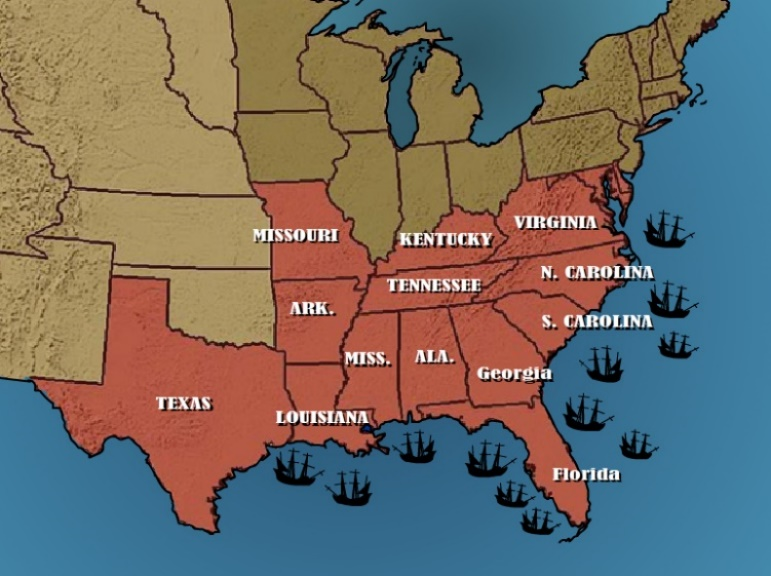 VIRGINIA
MISSOURI
KENTUCKY
N. CAROLINA
TENNESSEE
ARK.
S. CAROLINA
MISS.
ALA.
Georgia
TEXAS
LOUISIANA
Florida